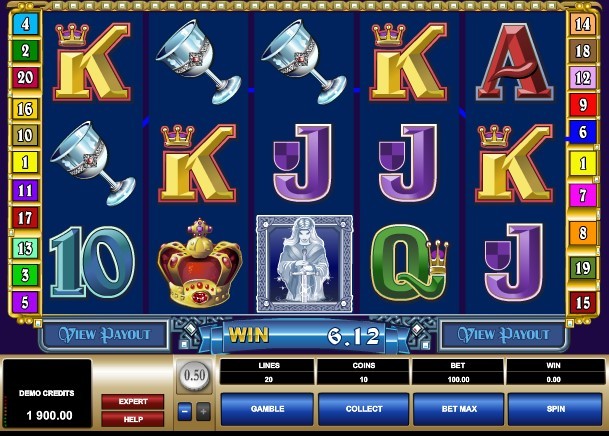 4
2
20
16
10
1
11
17
13
3
5
K K A
K J J K
10 Q J
14
18
12
9
6
1
7
8
19
15
VIEW PAYOUT WIN 6.12 VIEW PAYOUT
DEMO CREDITS
1 900.00
EXPERT
HELP
0.50
- +
LINES COINS BET WIN
20 10 100.00 0.00
GAMBLE COLLECT BET MAX SPIN